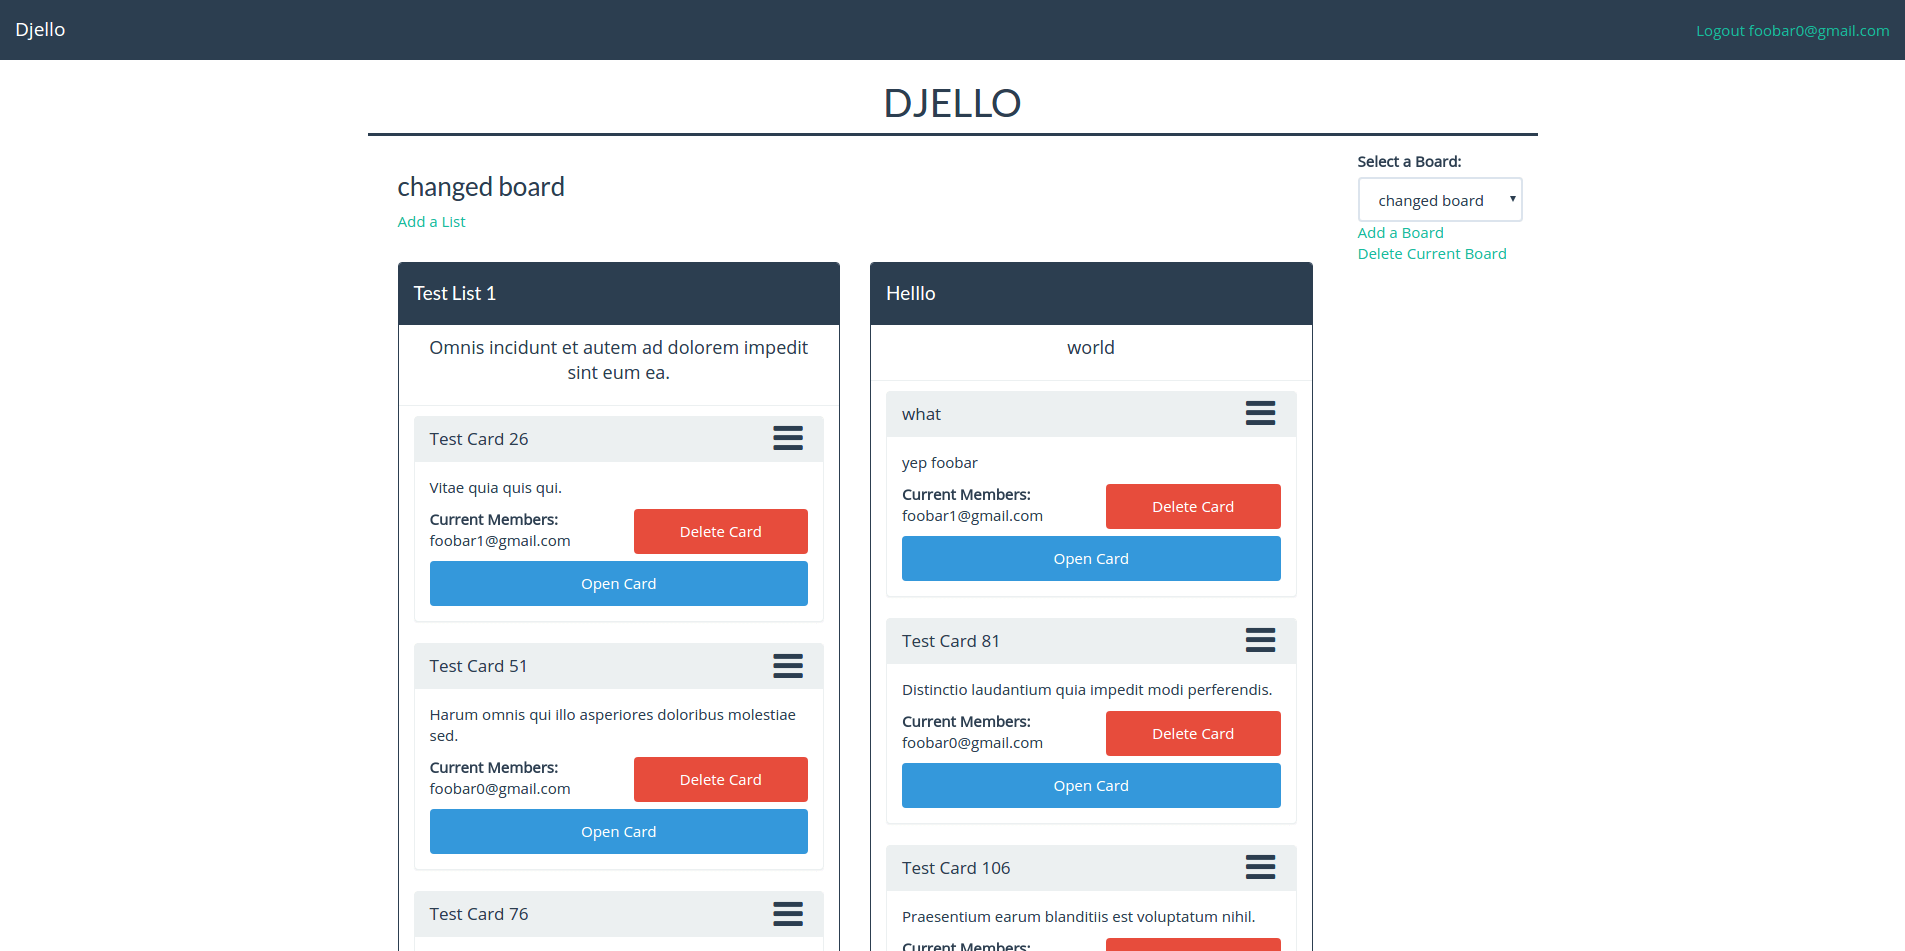 Djello
Logout foobar0@gmail.com
DJELLO
changed board
Add a List
Select a Board:
changed board
Add a Board
Delete Current Board
Test List 1
Omnis incidunt et autem ad dolorem impedit
sint eum ea.
Test Card 26
Vitae quia quis qui.
Current Members:
foobar1@gmail.com
Delete Card
Open Card
Test Card 51
Harum omnis qui illo asperiores doloribus molestiae
sed.
Current Members:
foobar0@gmail.com
Delete Card
Open Card
Test Card 76
Helllo
world
what
yep foobar
Current Members:
foobar1@gmail.com
Delete Card
Open Card
Test Card 81
Distinctio laudantium quia impedit modi perferendis.
Current Members:
foobar0@gmail.com
Delete Card
Open Card
Test Card 106
Praesentium earum blanditiis est voluptatum nihil.
Current Members: